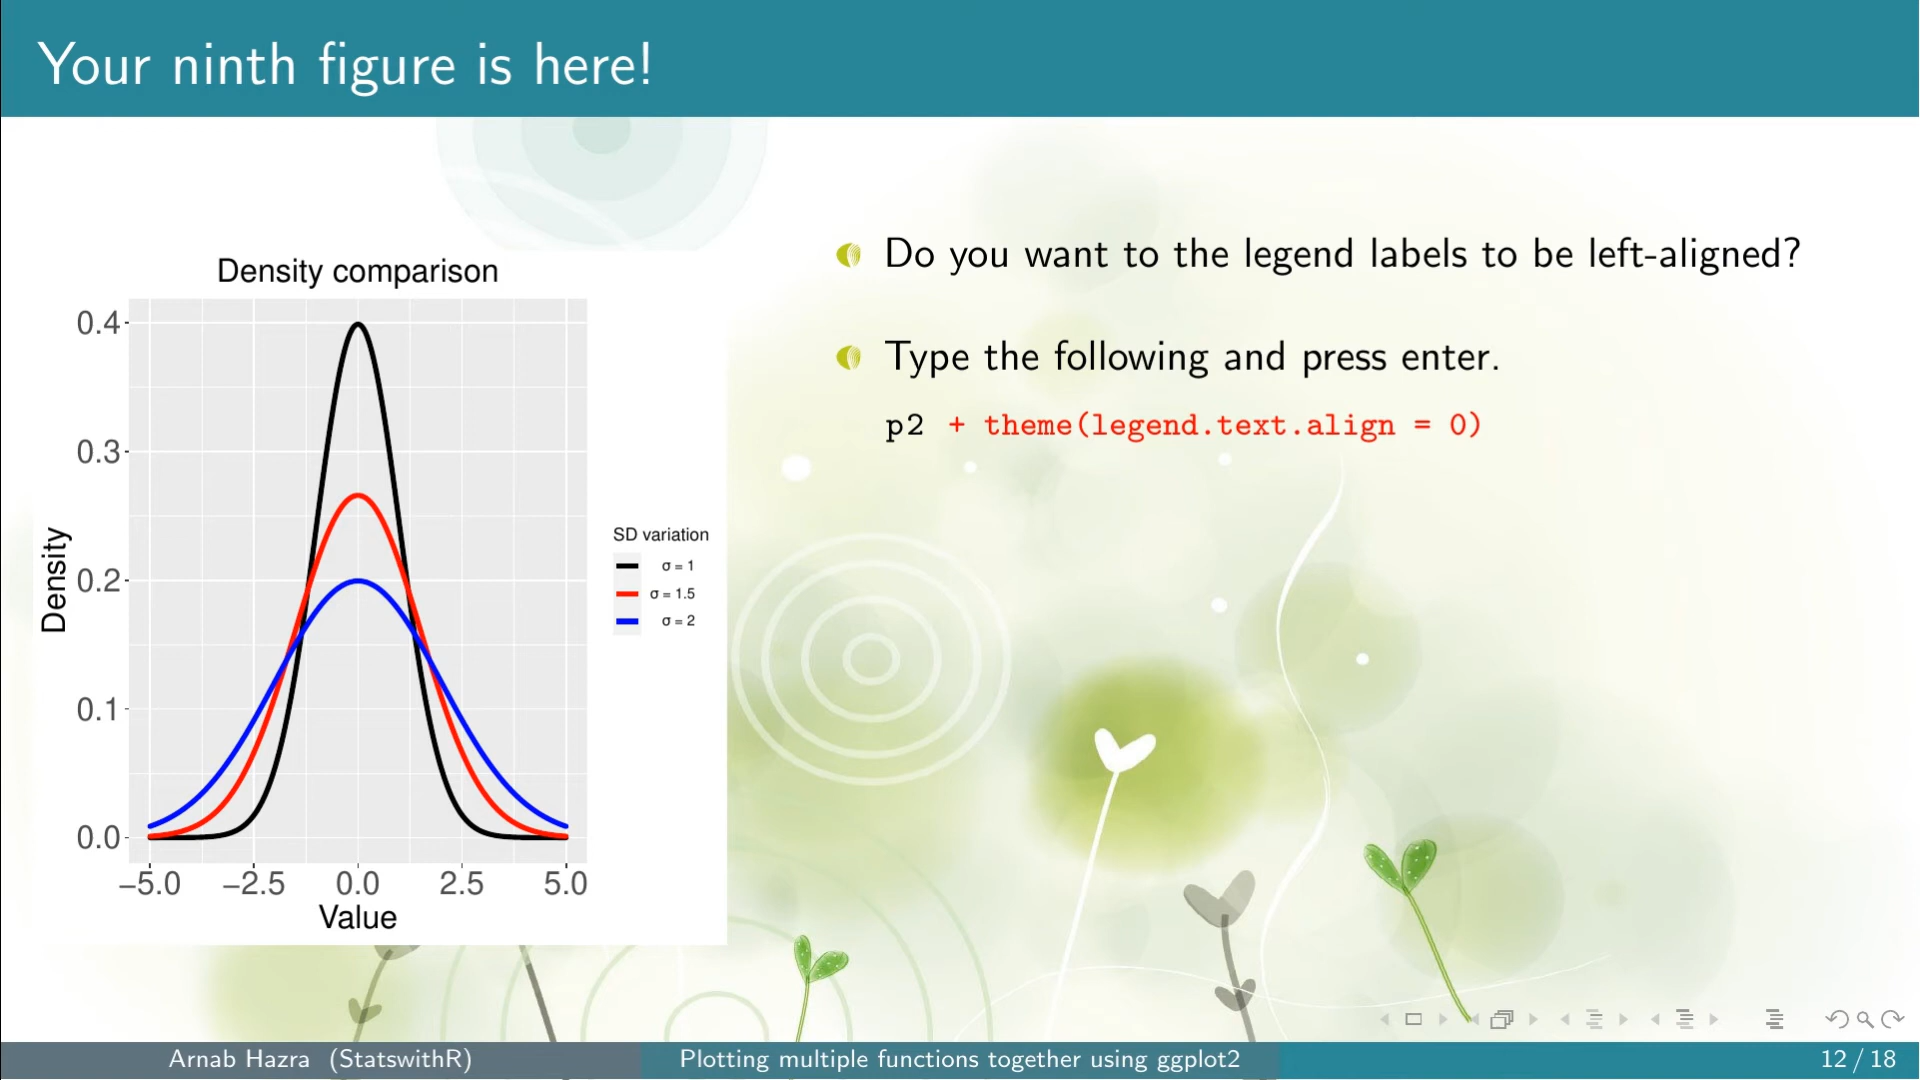 Your ninth figure is here!
Density comparison
0.4
0.3
0.2
0.1
0.0
Density
−5.0 −2.5 0.0 2.5 5.0
Value
SD variation
σ = 1
σ = 1.5
σ = 2
Do you want to the legend labels to be left-aligned?
Type the following and press enter.
p2 + theme(legend.text.align = 0)
Arnab Hazra (StatswithR) Plotting multiple functions together using ggplot2 12 / 18